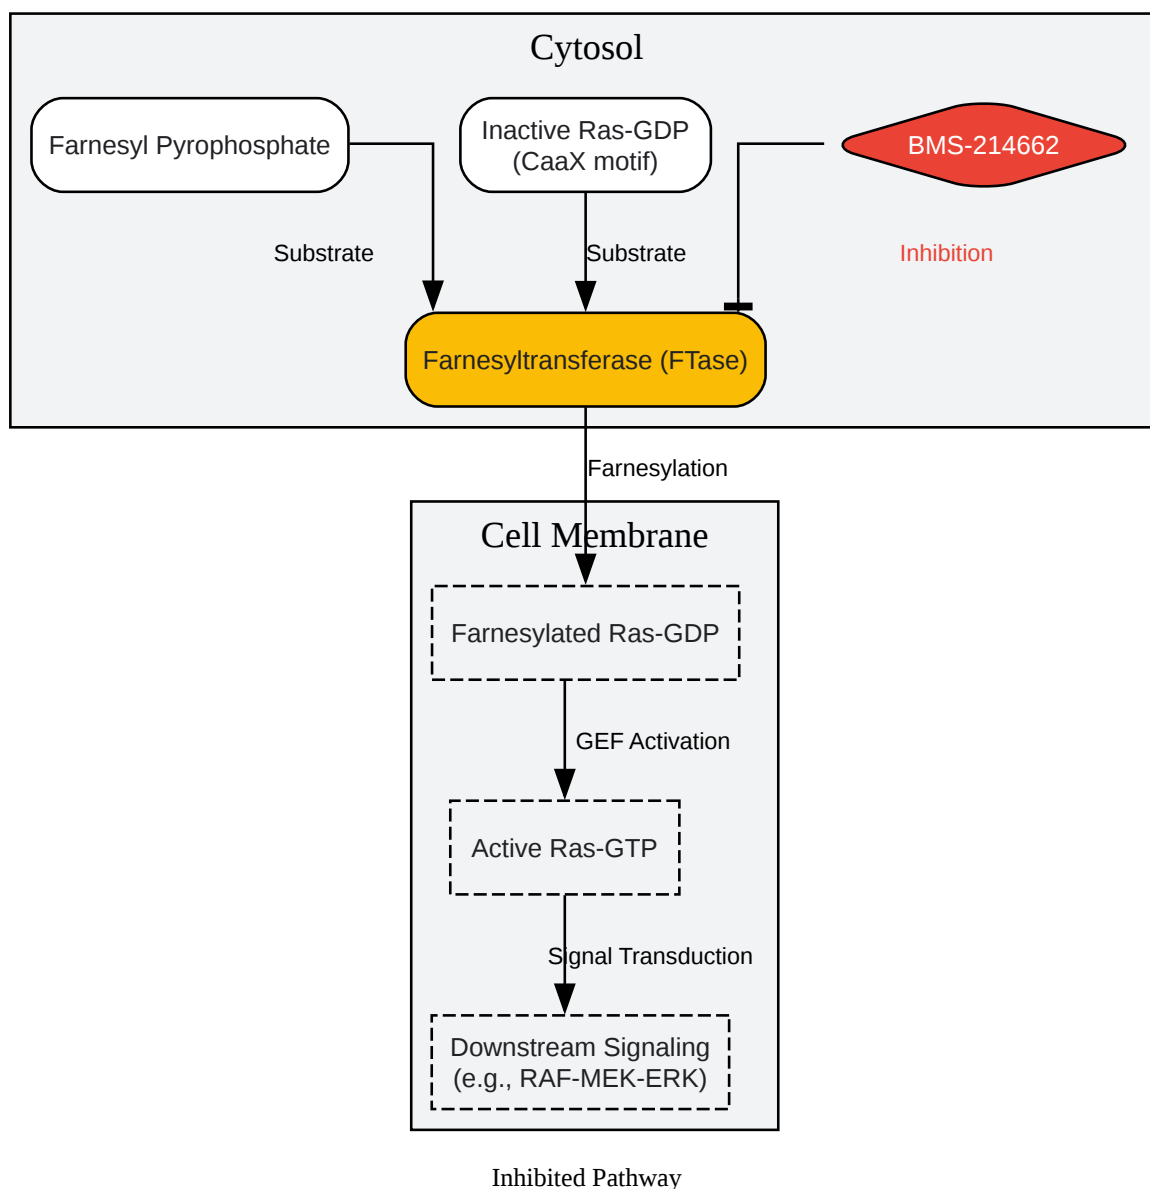 Cytosol
Farnesyl Pyrophosphate
Inactive Ras-GDP
(CaaX motif)
BMS-214662
Substrate
Substrate
Inhibition
Farnesyltransferase (FTase)
Farnesylation
Cell Membrane
Farnesylated Ras-GDP
GEF Activation
Active Ras-GTP
Signal Transduction
Downstream Signaling
(e.g., RAF-MEK-ERK)
Inhibited Pathway